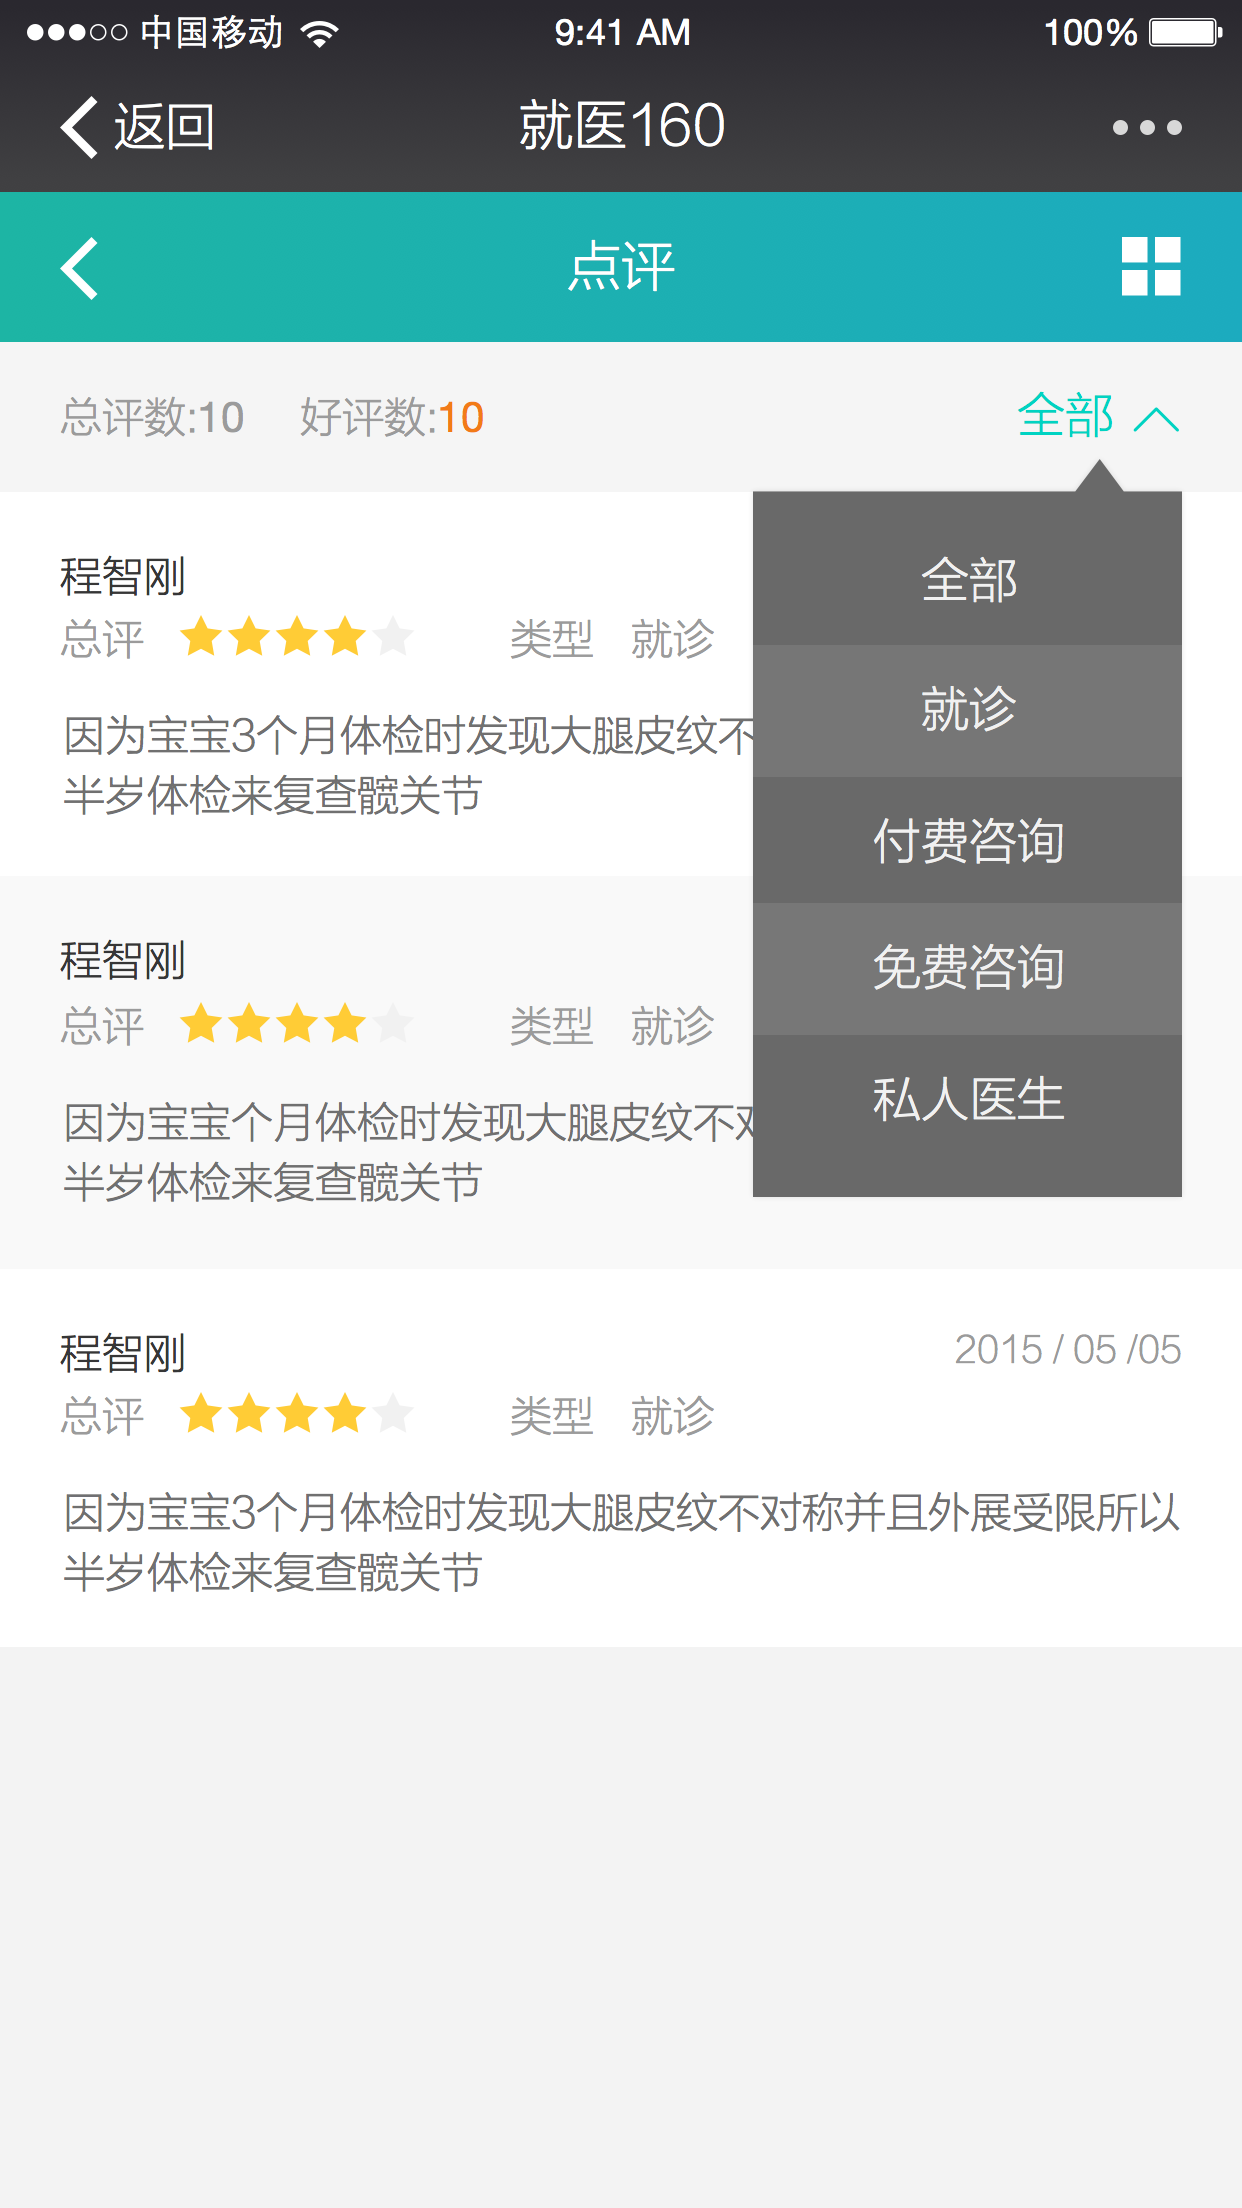 中国移动 9:41 AM 100%
返回 就医160
点评
总评数:10 好评数:10 全部
全部
就诊
付费咨询
免费咨询
私人医生
程智刚
总评 类型 就诊
因为宝宝3个月体检时发现大腿皮纹不
半岁体检来复查髋关节
程智刚
总评 类型 就诊
因为宝宝个月体检时发现大腿皮纹不对
半岁体检来复查髋关节
程智刚 2015 / 05 /05
总评 类型 就诊
因为宝宝3个月体检时发现大腿皮纹不对称并且外展受限所以
半岁体检来复查髋关节